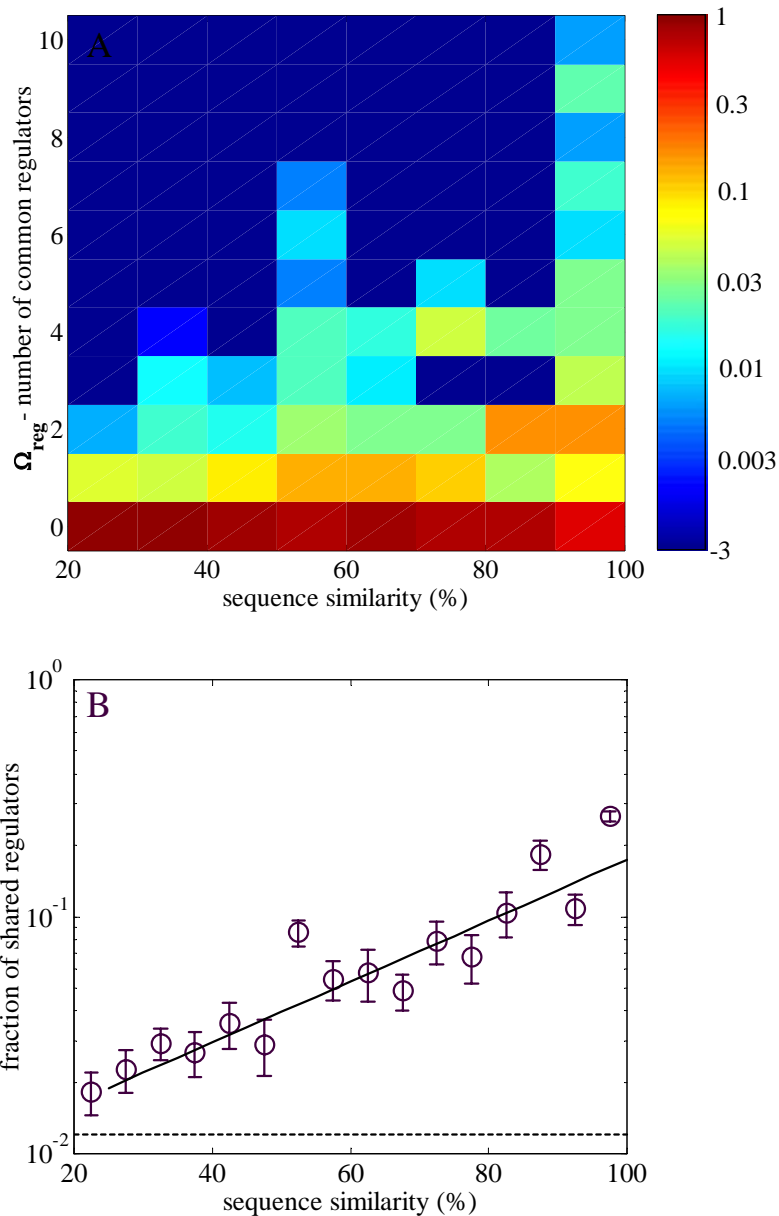 A
10
8
6
4
2
0
Ω_reg - number of common regulators
20 40 60 80 100
sequence similarity (%)
1
0.3
0.1
0.03
0.01
0.003
-3
B
10^0
10^-1
10^-2
fraction of shared regulators
20 40 60 80 100
sequence similarity (%)